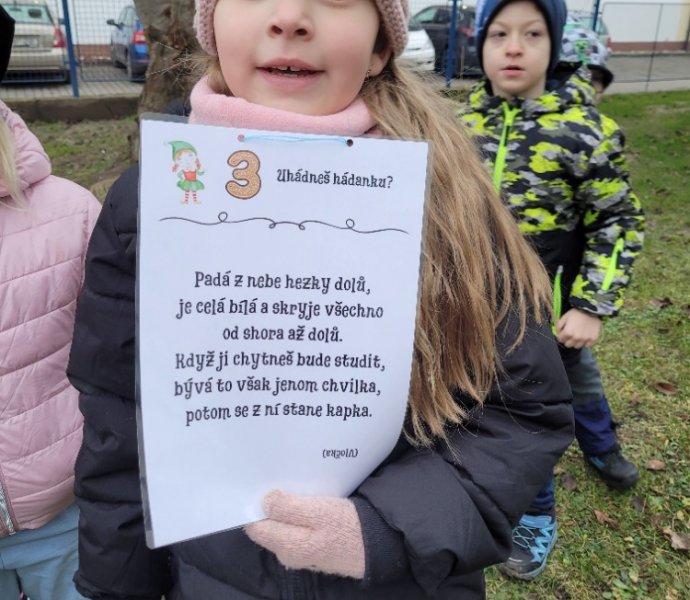 3 Uhádneš hádanku?
Padá z nebe hezky dolů,
je celá bílá a skryje všechno
od shora až dolů.
Když ji chytneš bude studit,
bývá to však jenom chvilka,
potom se z ní stane kapka.
(Vločka)